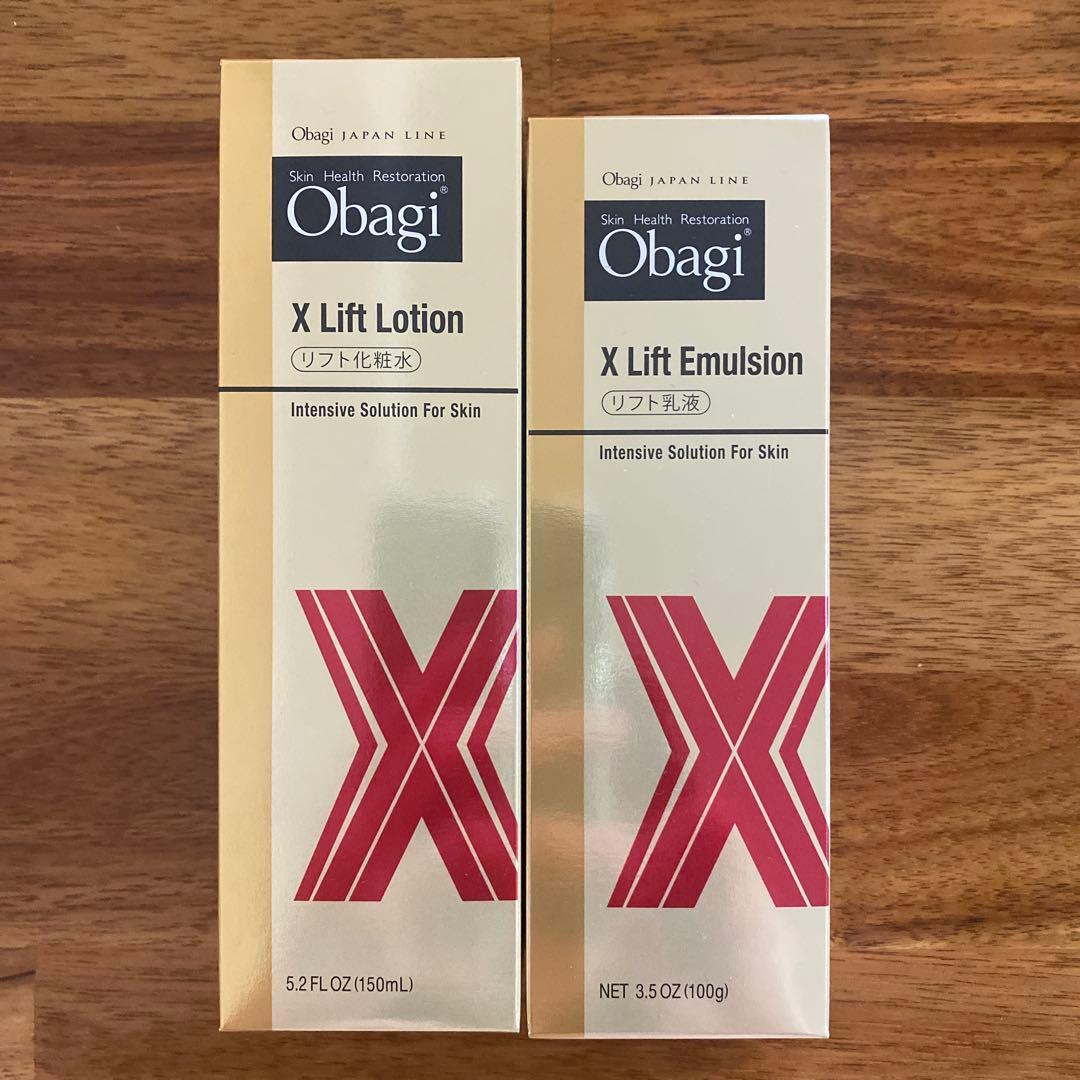 Obagi JAPAN LINE
Skin Health Restoration
Obagi®
X Lift Lotion
リフト化粧水
Intensive Solution For Skin
X
5.2 FL OZ (150mL)
Obagi JAPAN LINE
Skin Health Restoration
Obagi®
X Lift Emulsion
リフト乳液
Intensive Solution For Skin
X
NET 3.5 OZ (100g)